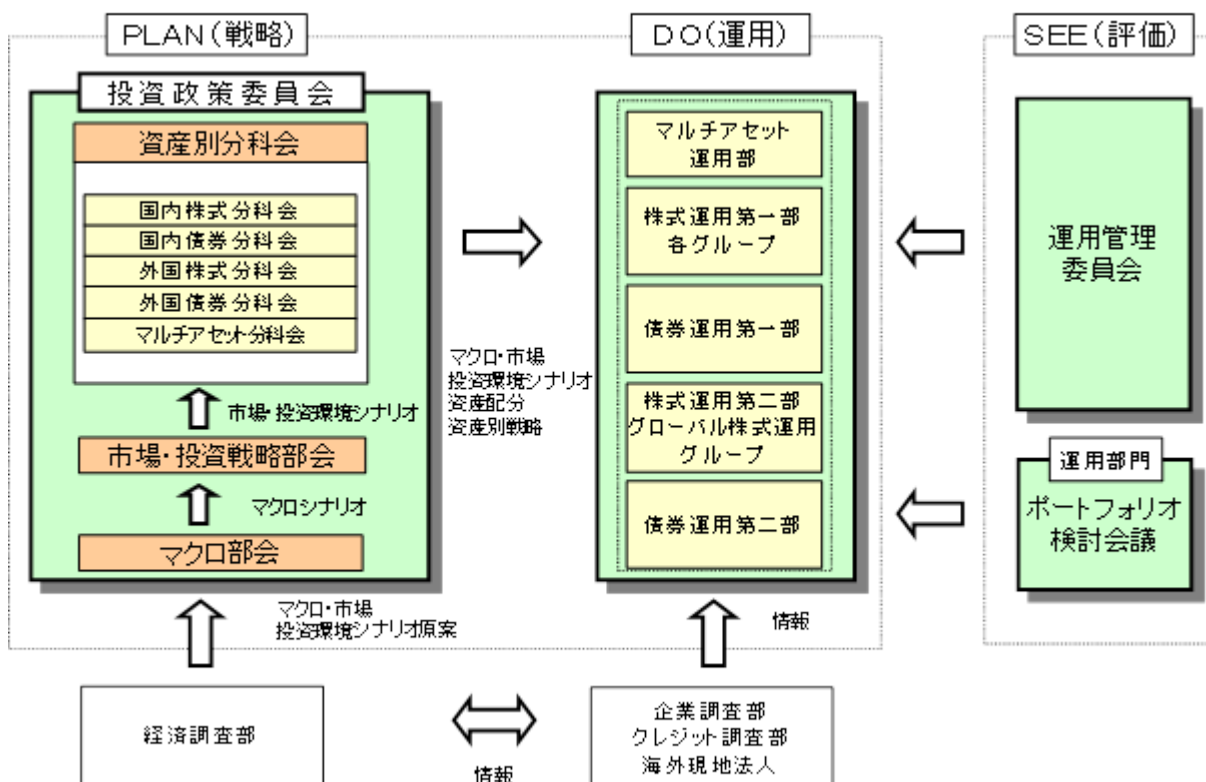 PLAN(戦略)
DO(運用)
SEE(評価)
投資政策委員会
資産別分科会
国内株式分科会
国内債券分科会
外国株式分科会
外国債券分科会
マルチアセット分科会
市場・投資環境シナリオ
市場・投資戦略部会
マクロシナリオ
マクロ部会
マクロ・市場
投資環境シナリオ原案
経済調査部
マクロ・市場
投資環境シナリオ
資産配分
資産別戦略
マルチアセット
運用部
株式運用第一部
各グループ
債券運用第一部
株式運用第二部
グローバル株式運用
グループ
債券運用第二部
情報
企業調査部
クレジット調査部
海外現地法人
情報
運用管理
委員会
運用部門
ポートフォリオ
検討会議